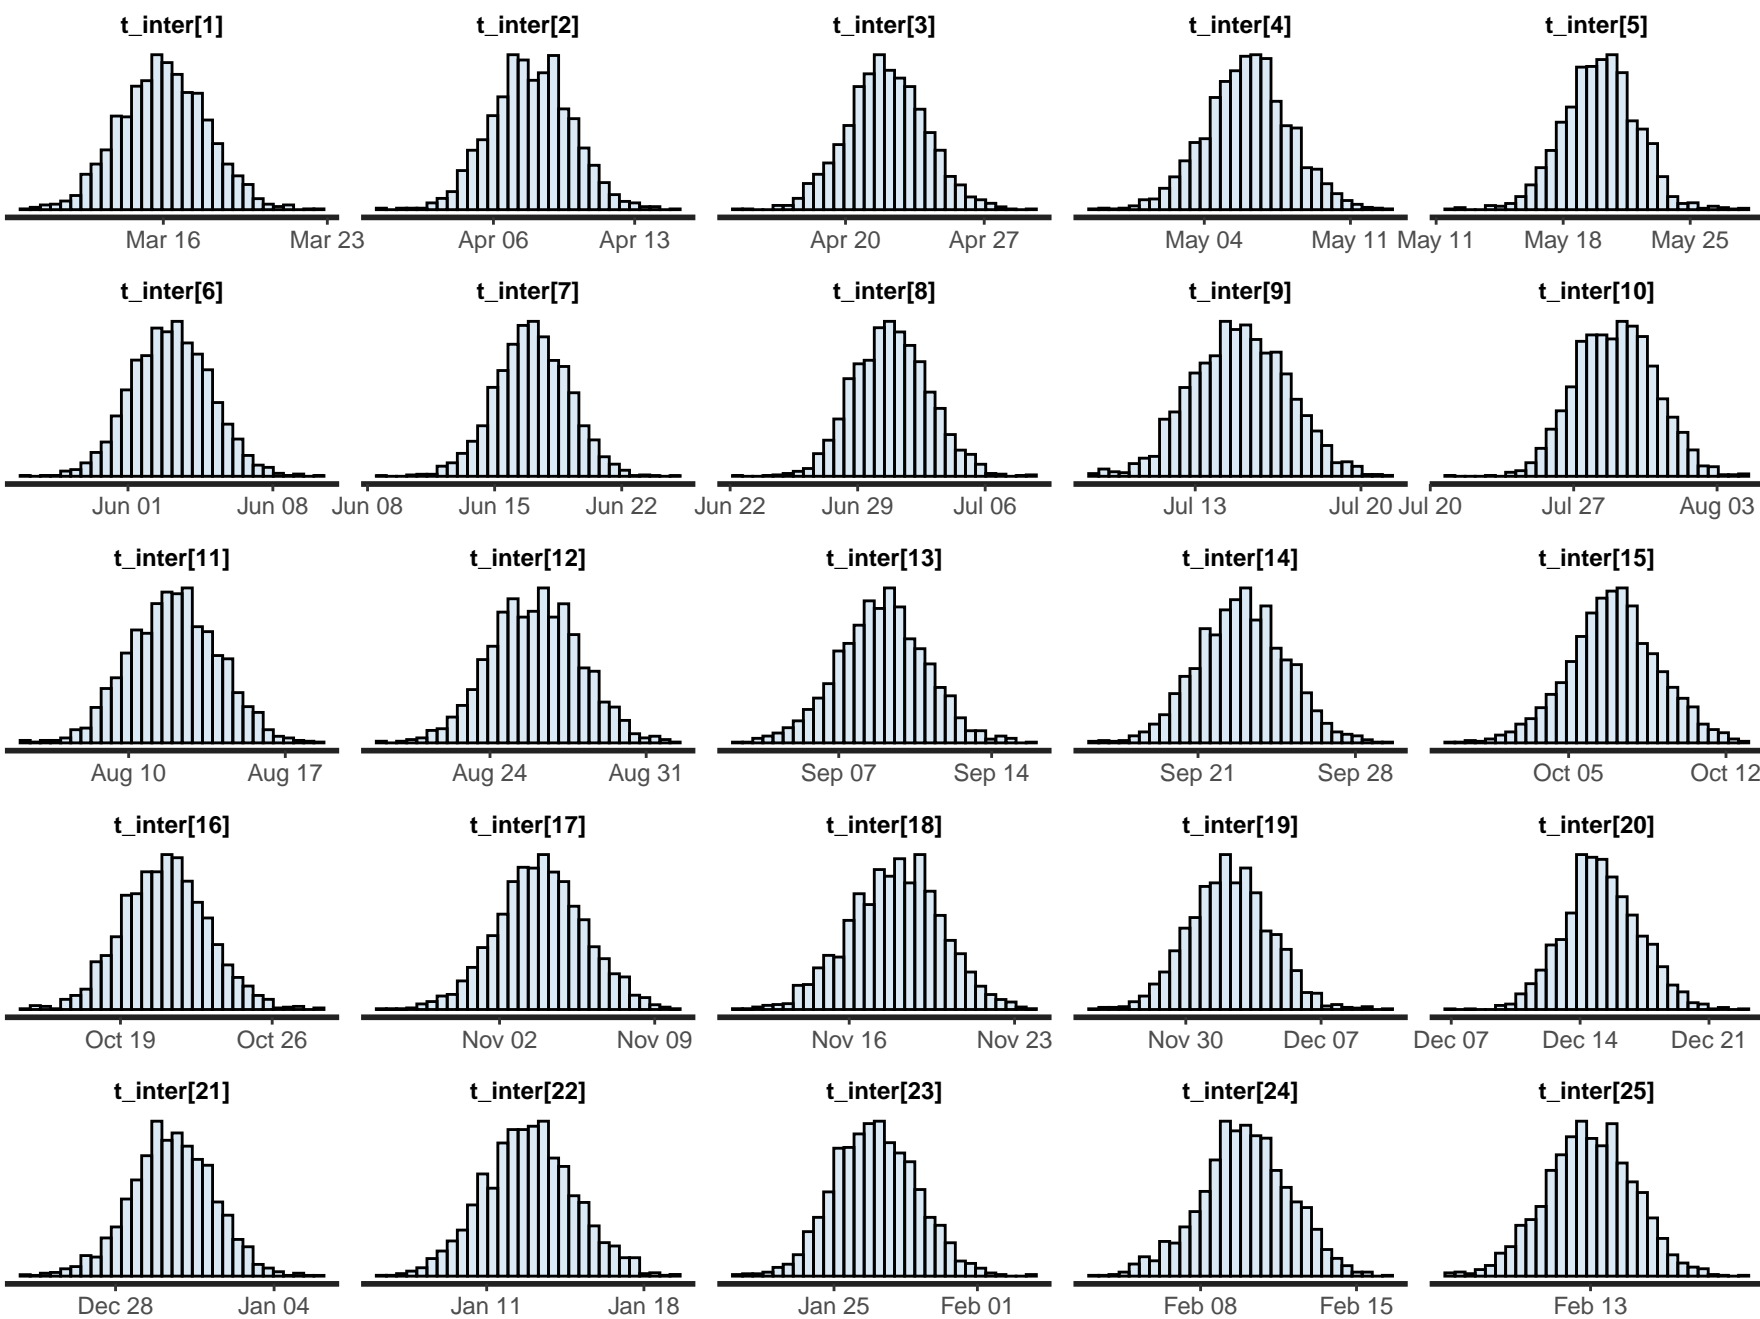 t_inter[1] t_inter[2] t_inter[3] t_inter[4] t_inter[5]
Mar 16 Mar 23 Apr 06 Apr 13 Apr 20 Apr 27 May 04 May 11 May 11 May 18 May 25
t_inter[6] t_inter[7] t_inter[8] t_inter[9] t_inter[10]
Jun 01 Jun 08 Jun 08 Jun 15 Jun 22 Jun 22 Jun 29 Jul 06 Jul 13 Jul 20 Jul 20 Jul 27 Aug 03
t_inter[11] t_inter[12] t_inter[13] t_inter[14] t_inter[15]
Aug 10 Aug 17 Aug 24 Aug 31 Sep 07 Sep 14 Sep 21 Sep 28 Oct 05 Oct 12
t_inter[16] t_inter[17] t_inter[18] t_inter[19] t_inter[20]
Oct 19 Oct 26 Nov 02 Nov 09 Nov 16 Nov 23 Nov 30 Dec 07 Dec 07 Dec 14 Dec 21
t_inter[21] t_inter[22] t_inter[23] t_inter[24] t_inter[25]
Dec 28 Jan 04 Jan 11 Jan 18 Jan 25 Feb 01 Feb 08 Feb 15 Feb 13